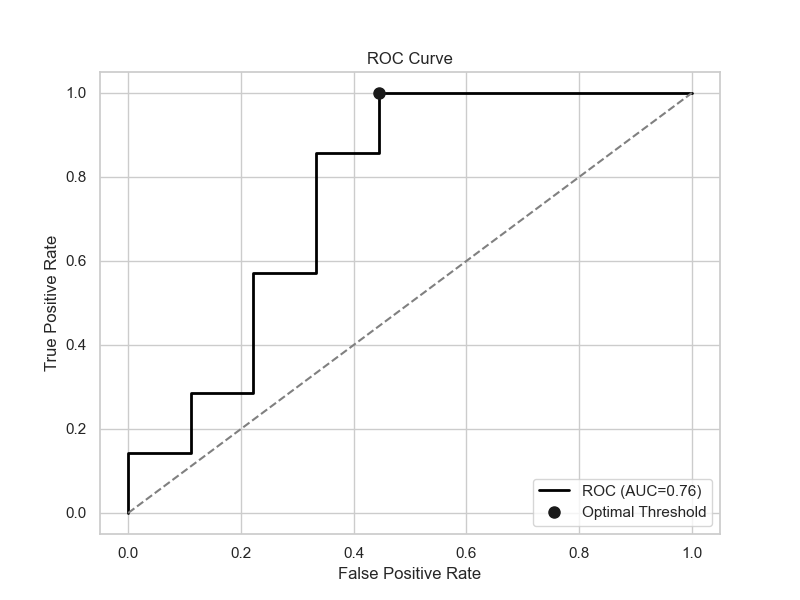 ROC Curve
1.0
0.8
0.6
0.4
0.2
0.0
True Positive Rate
0.0 0.2 0.4 0.6 0.8 1.0
False Positive Rate
ROC (AUC=0.76)
Optimal Threshold